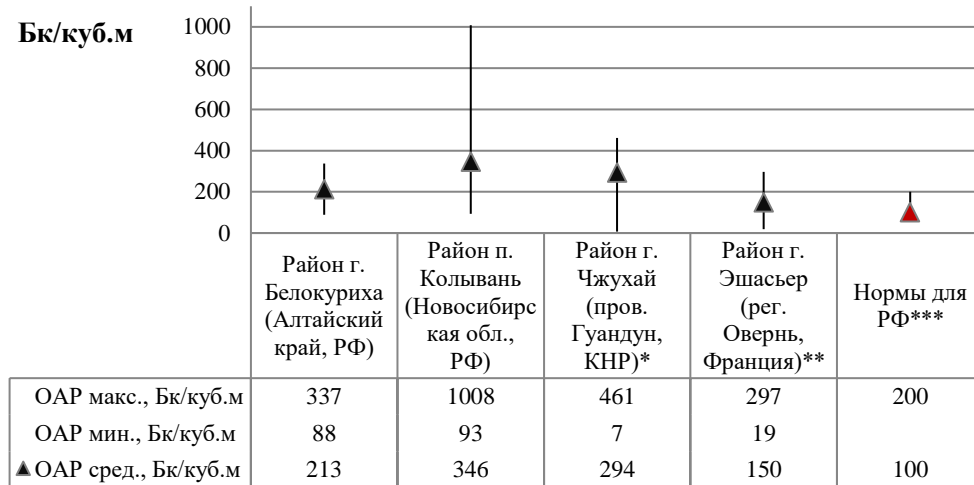 Бк/куб.м
1000
800
600
400
200
0
Район г.
Белокуриха
(Алтайский
край, РФ)
Район п.
Колывань
(Новосибирс
кая обл.,
РФ)
Район г.
Чжухай
(пров.
Гуандун,
КНР)*
Район г.
Эшасьер
(рег.
Овернь,
Франция)**
Нормы для
РФ***
ОАР макс., Бк/куб.м 337 1008 461 297 200
ОАР мин., Бк/куб.м 88 93 7 19
ОАР сред., Бк/куб.м 213 346 294 150 100